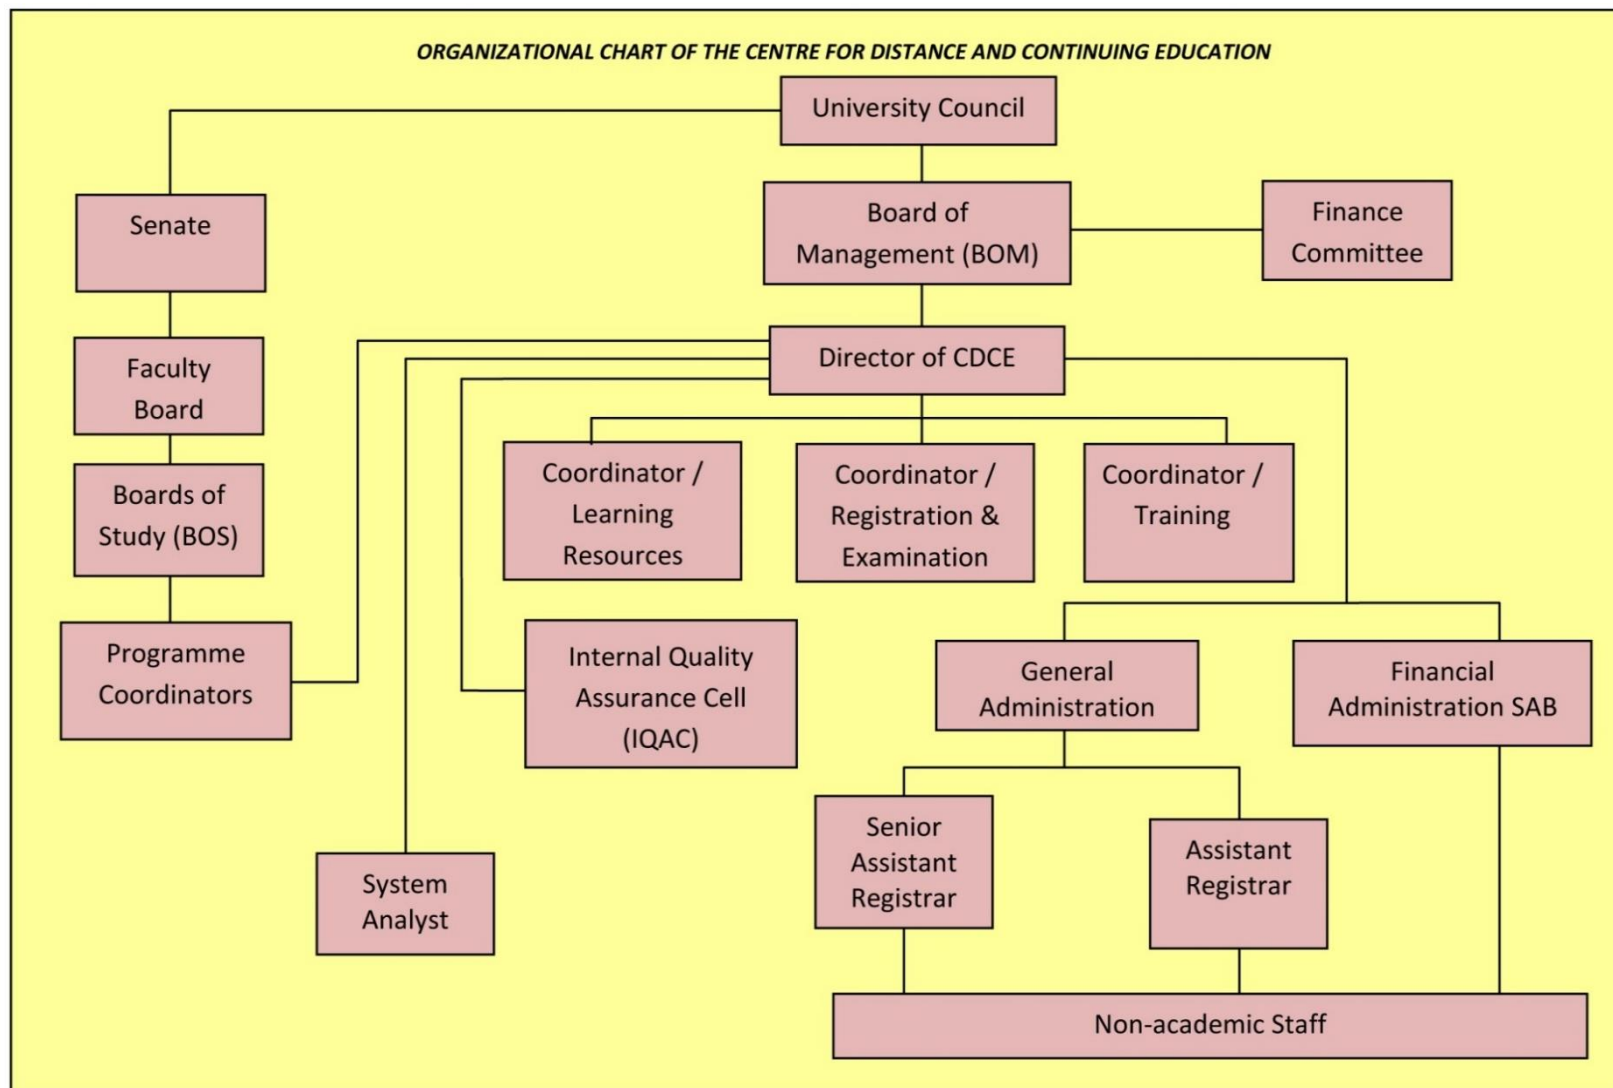 ORGANIZATIONAL CHART OF THE CENTRE FOR DISTANCE AND CONTINUING EDUCATION
University Council
Senate
Board of
Management (BOM)
Finance
Committee
Faculty
Board
Director of CDCE
Boards of
Study (BOS)
Coordinator /
Learning
Resources
Coordinator /
Registration &
Examination
Coordinator /
Training
Programme
Coordinators
Internal Quality
Assurance Cell
(IQAC)
General
Administration
Financial
Administration SAB
System
Analyst
Senior
Assistant
Registrar
Assistant
Registrar
Non-academic Staff